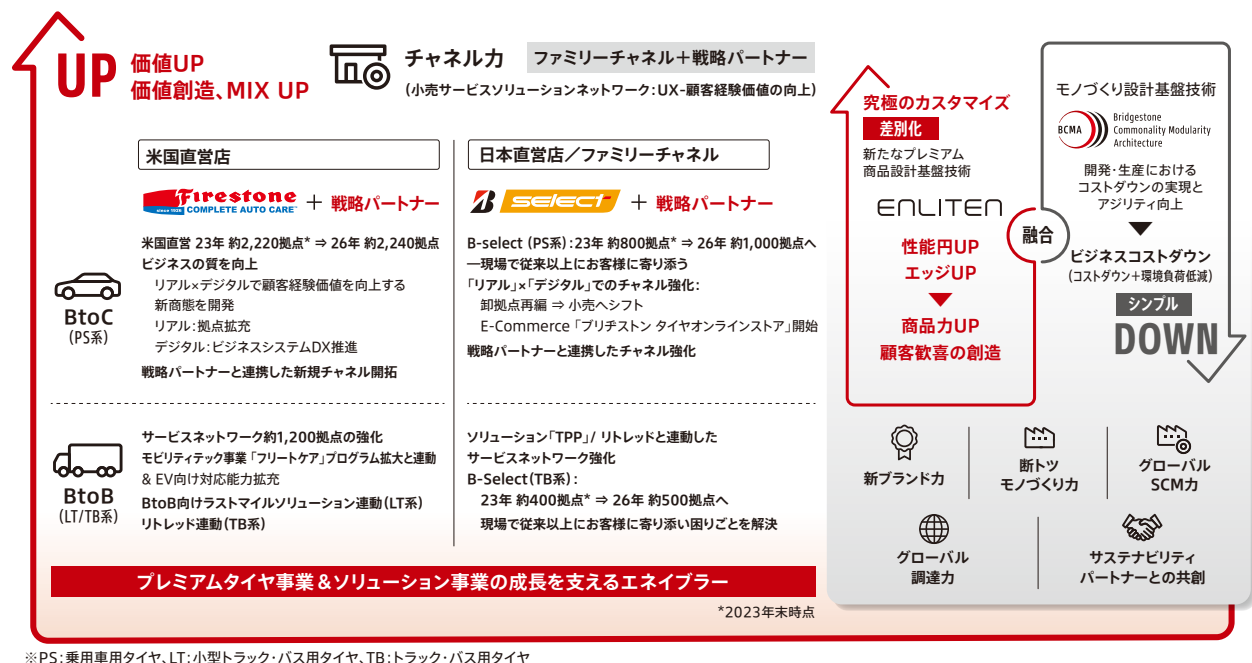 UP
価値UP
価値創造、MIX UP
チャネル力
ファミリーチャネル＋戦略パートナー
(小売サービスソリューションネットワーク:UX-顧客経験価値の向上)
米国直営店
Firestone
since 1926 COMPLETE AUTO CARE
＋ 戦略パートナー
日本直営店／ファミリーチャネル
B select ＋ 戦略パートナー
BtoC
(PS系)
米国直営 23年 約2,220拠点* ⇒ 26年 約2,240拠点
ビジネスの質を向上
リアル×デジタルで顧客経験価値を向上する
新商態を開発
リアル:拠点拡充
デジタル:ビジネスシステムDX推進
戦略パートナーと連携した新規チャネル開拓
B-select (PS系):23年 約800拠点* ⇒ 26年 約1,000拠点へ
―現場で従来以上にお客様に寄り添う
「リアル」×「デジタル」でのチャネル強化:
卸拠点再編 ⇒ 小売へシフト
E-Commerce「ブリヂストン タイヤオンラインストア」開始
戦略パートナーと連携したチャネル強化
BtoB
(LT/TB系)
サービスネットワーク約1,200拠点の強化
モビリティテック事業「フリートケア」プログラム拡大と連動
& EV向け対応能力拡充
BtoB向けラストマイルソリューション連動(LT系)
リトレッド連動(TB系)
ソリューション「TPP」/ リトレッドと連動した
サービスネットワーク強化
B-Select(TB系):
23年 約400拠点* ⇒ 26年 約500拠点へ
現場で従来以上にお客様に寄り添い困りごとを解決
プレミアムタイヤ事業＆ソリューション事業の成長を支えるエネイブラー
*2023年末時点
究極のカスタマイズ
差別化
新たなプレミアム
商品設計基盤技術
ENLITEN
性能円UP
エッジUP
商品力UP
顧客歓喜の創造
融合
モノづくり設計基盤技術
BCMA
Bridgestone
Commonality Modularity
Architecture
開発・生産における
コストダウンの実現と
アジリティ向上
ビジネスコストダウン
(コストダウン＋環境負荷低減)
シンプル
DOWN
新ブランド力
断トツ
モノづくり力
グローバル
SCM力
グローバル
調達力
サステナビリティ
パートナーとの共創
※PS:乗用車用タイヤ、LT:小型トラック・バス用タイヤ、TB:トラック・バス用タイヤ